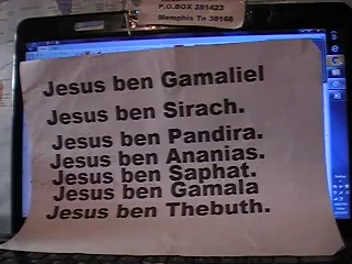 P.O.BOX 281423
Memphis Tn 38168
Jesus ben Gamaliel
Jesus ben Sirach.
Jesus ben Pandira.
Jesus ben Ananias.
Jesus ben Saphat.
Jesus ben Gamala
Jesus ben Thebuth.